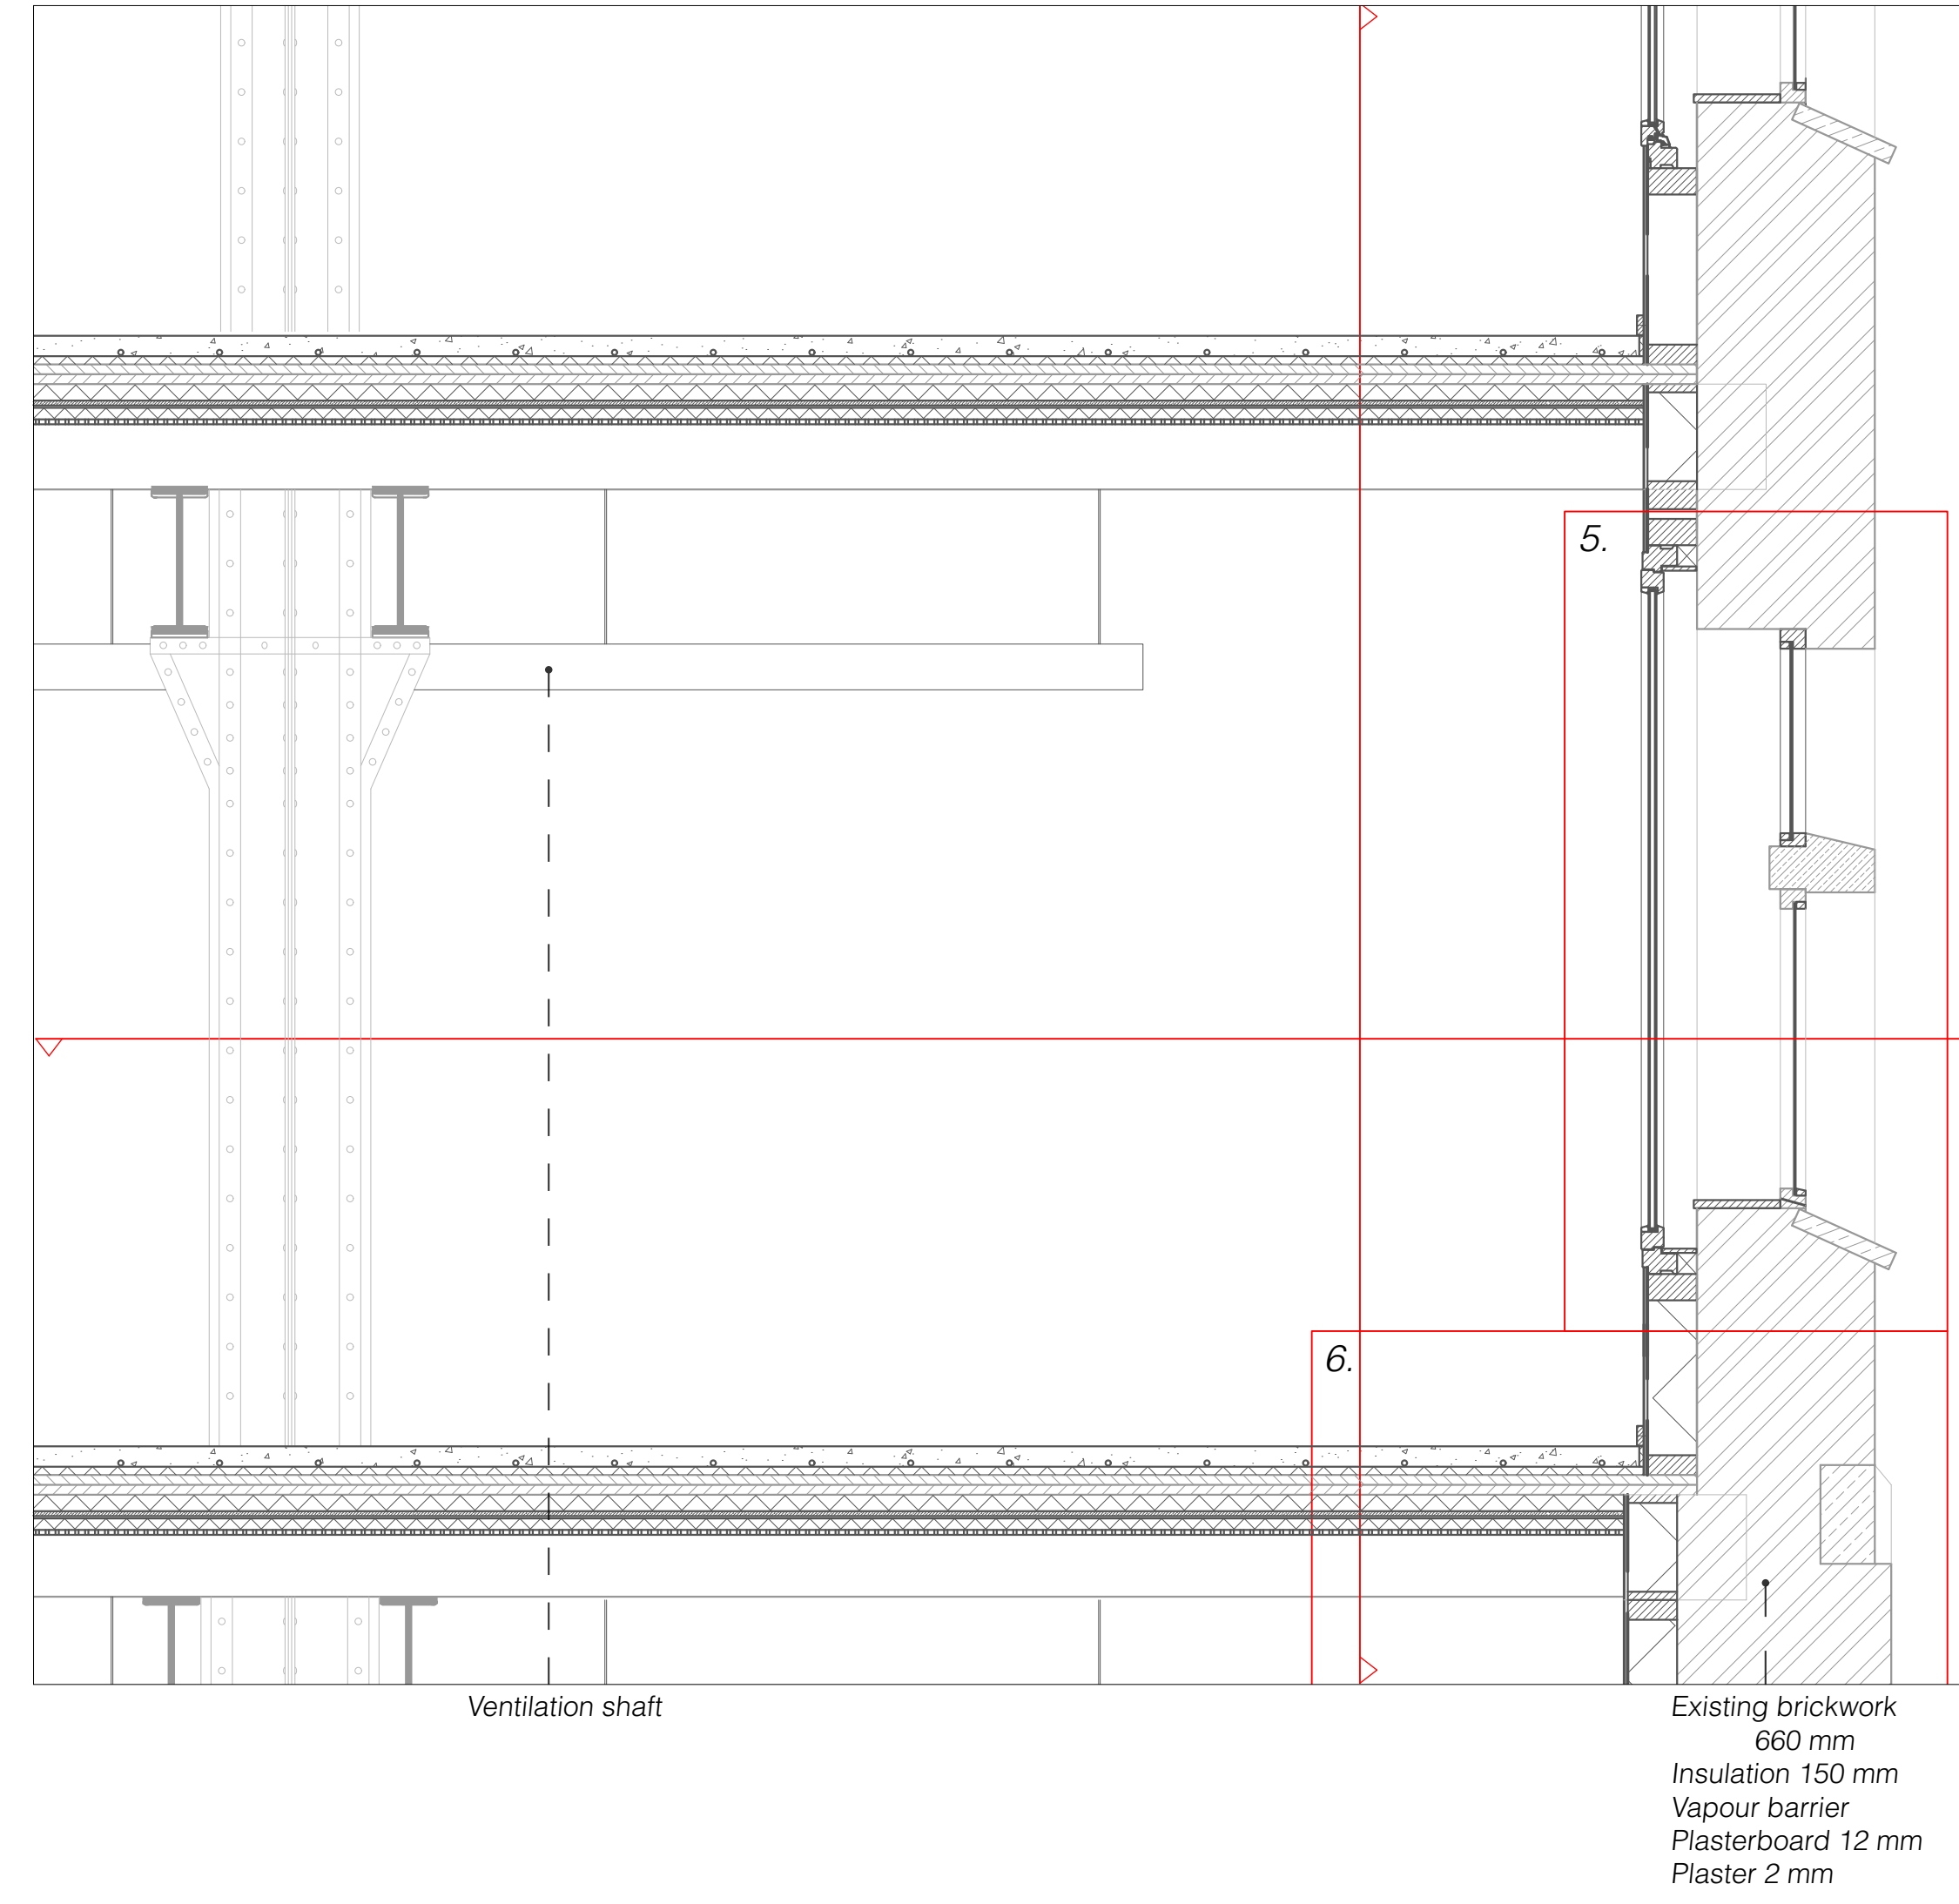 5.
6.
Ventilation shaft
Existing brickwork
660 mm
Insulation 150 mm
Vapour barrier
Plasterboard 12 mm
Plaster 2 mm